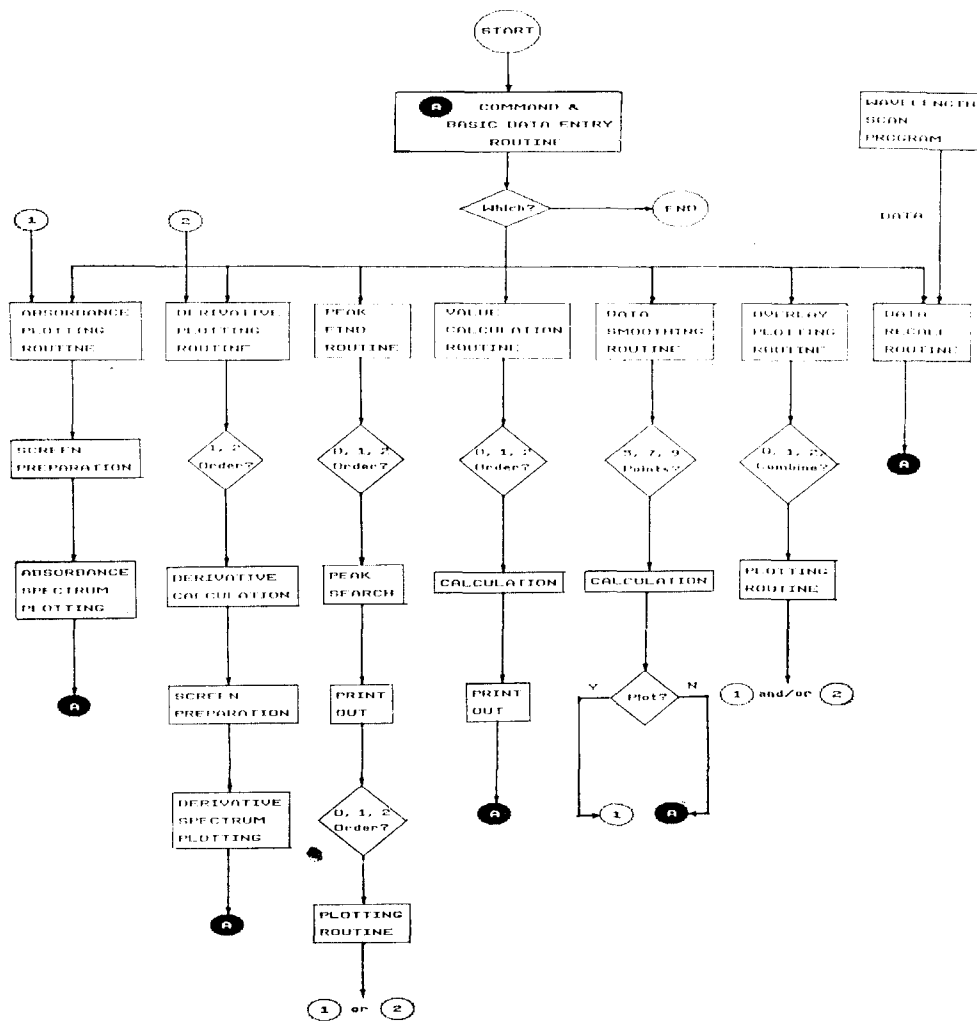 START
A
COMMAND &
BASIC DATA ENTRY
ROUTINE
WAVELENGTH
SCAN
PROGRAM
Which?
END
DATA
1
2
ABSORBANCE
PLOTTING
ROUTINE
DERIVATIVE
PLOTTING
ROUTINE
PEAK
FIND
ROUTINE
VALUE
CALCULATION
ROUTINE
DATA
SMOOTHING
ROUTINE
OVERLAY
PLOTTING
ROUTINE
DATA
RECALL
ROUTINE
SCREEN
PREPARATION
1, 2
Order?
0, 1, 2
Order?
0, 1, 2
Order?
5, 7, 9
Points?
0, 1, 2,
Combine?
A
ABSORBANCE
SPECTRUM
PLOTTING
DERIVATIVE
CALCULATION
PEAK
SEARCH
CALCULATION
CALCULATION
PLOTTING
ROUTINE
A
SCREEN
PREPARATION
PRINT
OUT
PRINT
OUT
Y
Plot?
N
1 and/or 2
DERIVATIVE
SPECTRUM
PLOTTING
0, 1, 2
Order?
A
1
A
A
PLOTTING
ROUTINE
1 or 2